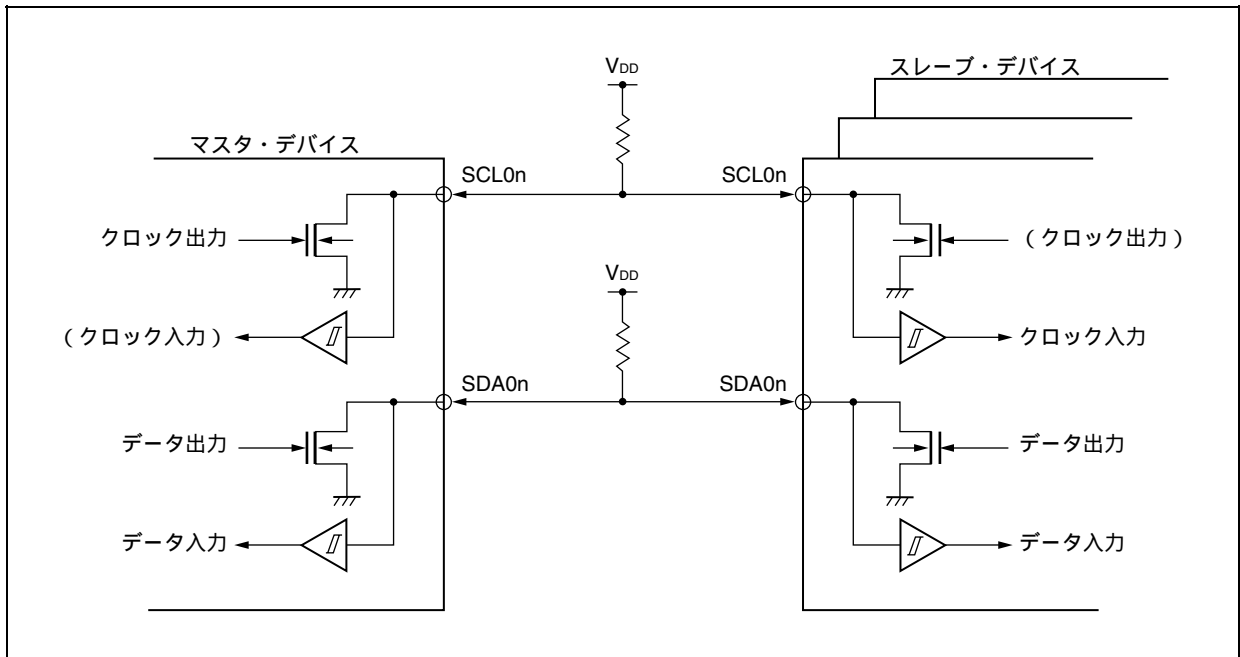 VDD
スレーブ・デバイス
マスタ・デバイス
SCL0n
SCL0n
クロック出力
(クロック出力)
VDD
(クロック入力)
クロック入力
SDA0n
SDA0n
データ出力
データ出力
データ入力
データ入力